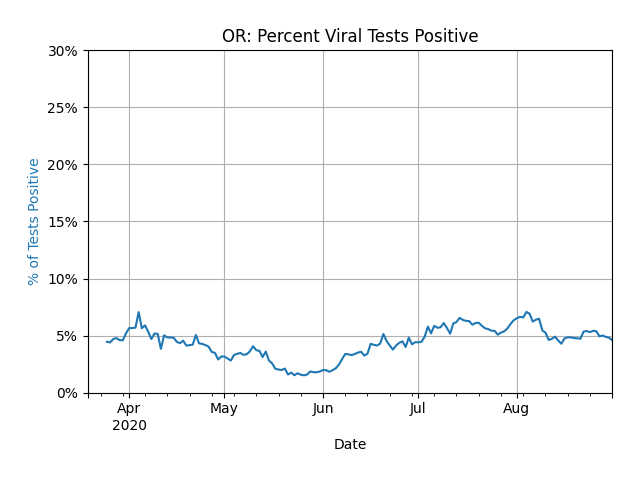 OR: Percent Viral Tests Positive
30%
25%
20%
15%
10%
5%
0%
% of Tests Positive
Apr
2020
May
Jun
Jul
Aug
Date